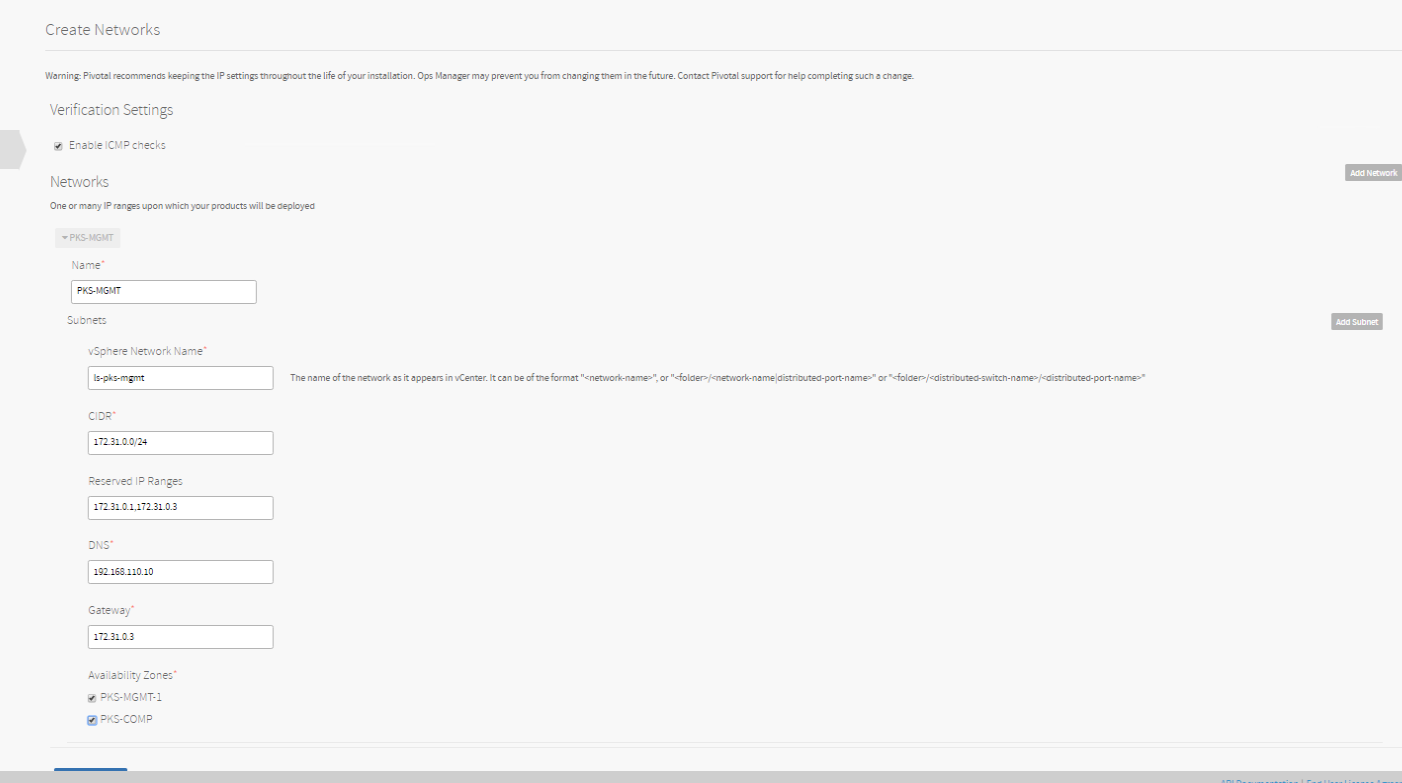 Create Networks
Warning: Pivotal recommends keeping the IP settings throughout the life of your installation. Ops Manager may prevent you from changing them in the future. Contact Pivotal support for help completing such a change.
Verification Settings
Enable ICMP checks
Add Network
Networks
One or many IP ranges upon which your products will be deployed
PKS-MGMT
Name*
PKS-MGMT
Subnets
Add Subnet
vSphere Network Name*
ls-pks-mgmt
The name of the network as it appears in vCenter. It can be of the format "<network-name>", or "<folder>/<network-name|distributed-port-name>" or "<folder>/<distributed-switch-name>/<distributed-port-name>"
CIDR*
172.31.0.0/24
Reserved IP Ranges
172.31.0.1,172.31.0.3
DNS*
192.168.110.10
Gateway*
172.31.0.3
Availability Zones*
PKS-MGMT-1
PKS-COMP